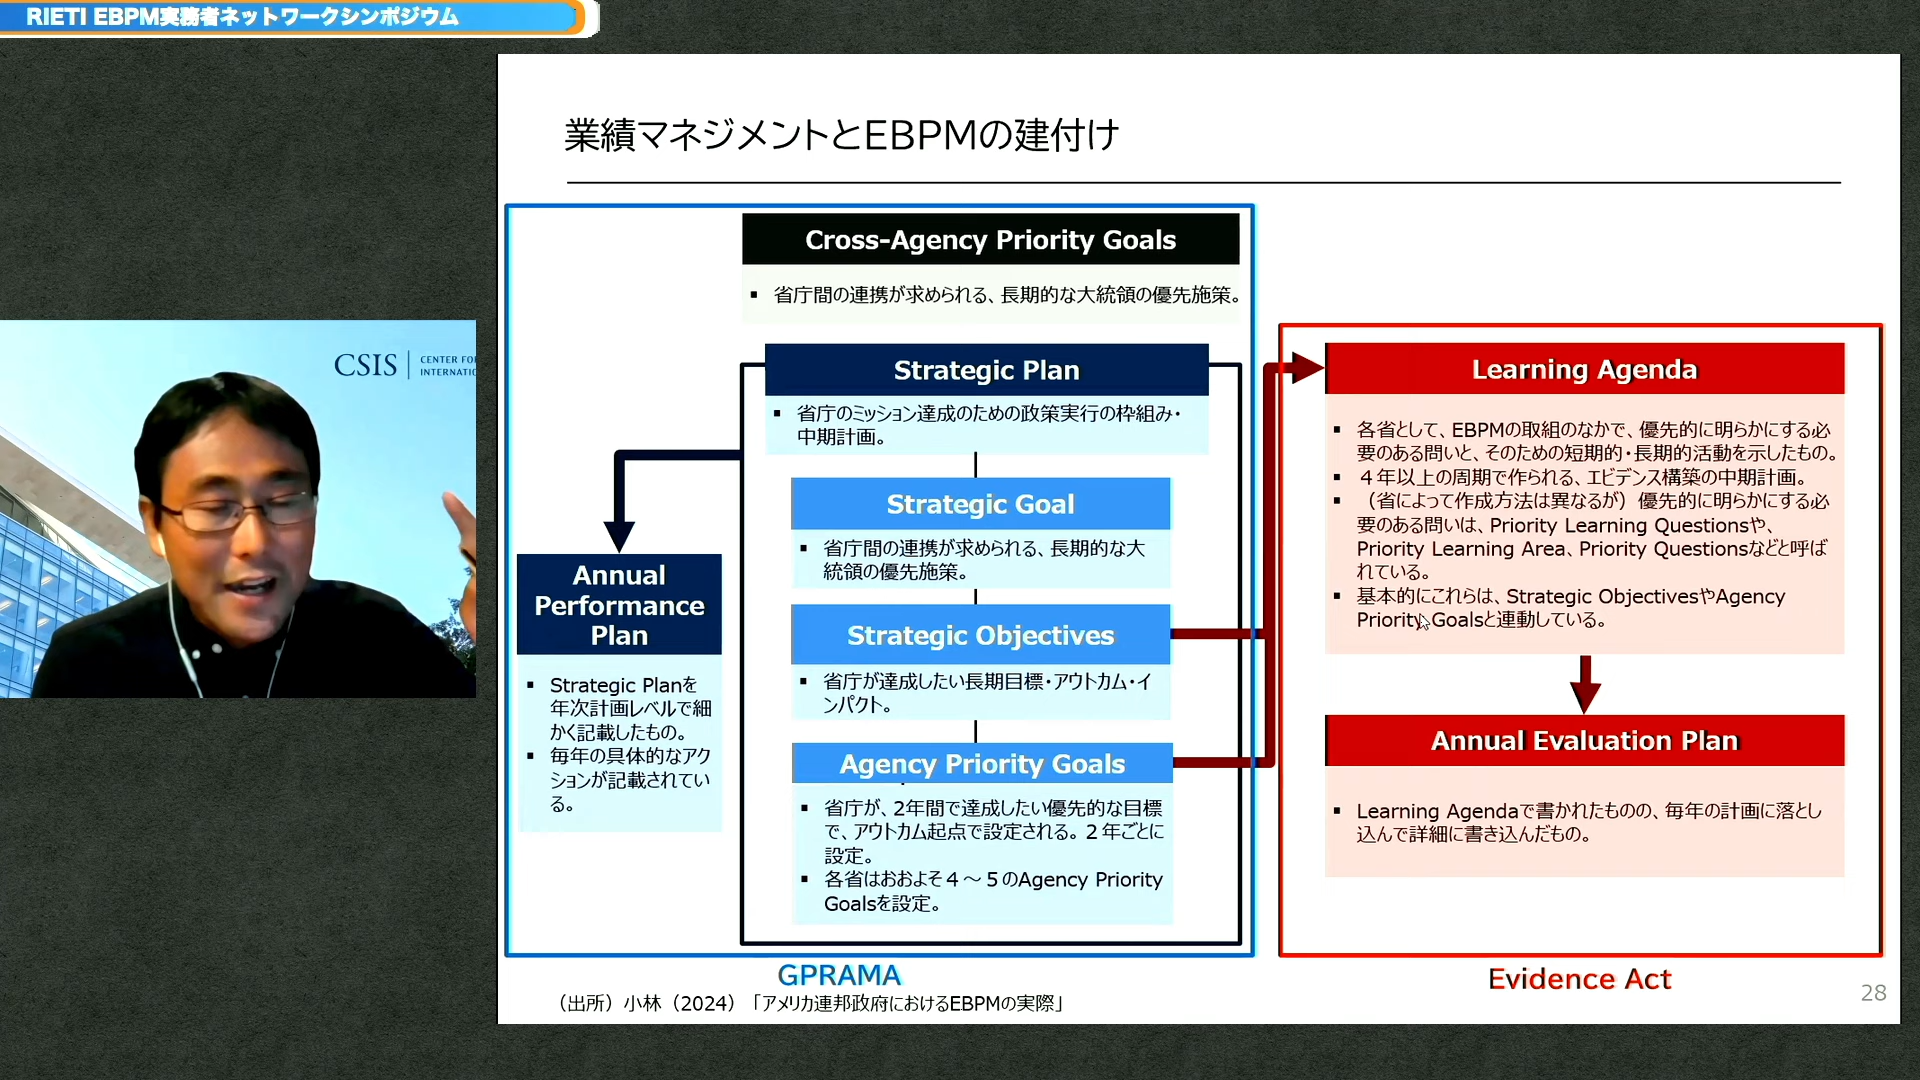 RIETI EBPM実務者ネットワークシンポジウム
CSIS
CENTER FO
INTERNATIO
業績マネジメントとEBPMの建付け
Cross-Agency Priority Goals
▪ 省庁間の連携が求められる、長期的な大統領の優先施策。
Strategic Plan
▪ 省庁のミッション達成のための政策実行の枠組み・
中期計画。
Strategic Goal
▪ 省庁間の連携が求められる、長期的な大
統領の優先施策。
Strategic Objectives
▪ 省庁が達成したい長期目標・アウトカム・イ
ンパクト。
Agency Priority Goals
▪ 省庁が、2年間で達成したい優先的な目標
で、アウトカム起点で設定される。２年ごとに
設定。
▪ 各省はおおよそ４～５のAgency Priority
Goalsを設定。
Annual
Performance
Plan
▪ Strategic Planを
年次計画レベルで細
かく記載したもの。
▪ 毎年の具体的なアク
ションが記載されてい
る。
GPRAMA
Learning Agenda
▪ 各省として、EBPMの取組のなかで、優先的に明らかにする必
要のある問いと、そのための短期的・長期的活動を示したもの。
▪ ４年以上の周期で作られる、エビデンス構築の中期計画。
▪ （省によって作成方法は異なるが）優先的に明らかにする必
要のある問いは、Priority Learning Questionsや、
Priority Learning Area、Priority Questionsなどと呼ば
れている。
▪ 基本的にこれらは、Strategic ObjectivesやAgency
Priority Goalsと連動している。
Annual Evaluation Plan
▪ Learning Agendaで書かれたものの、毎年の計画に落とし
込んで詳細に書き込んだもの。
Evidence Act
（出所）小林（2024）「アメリカ連邦政府におけるEBPMの実際」
28